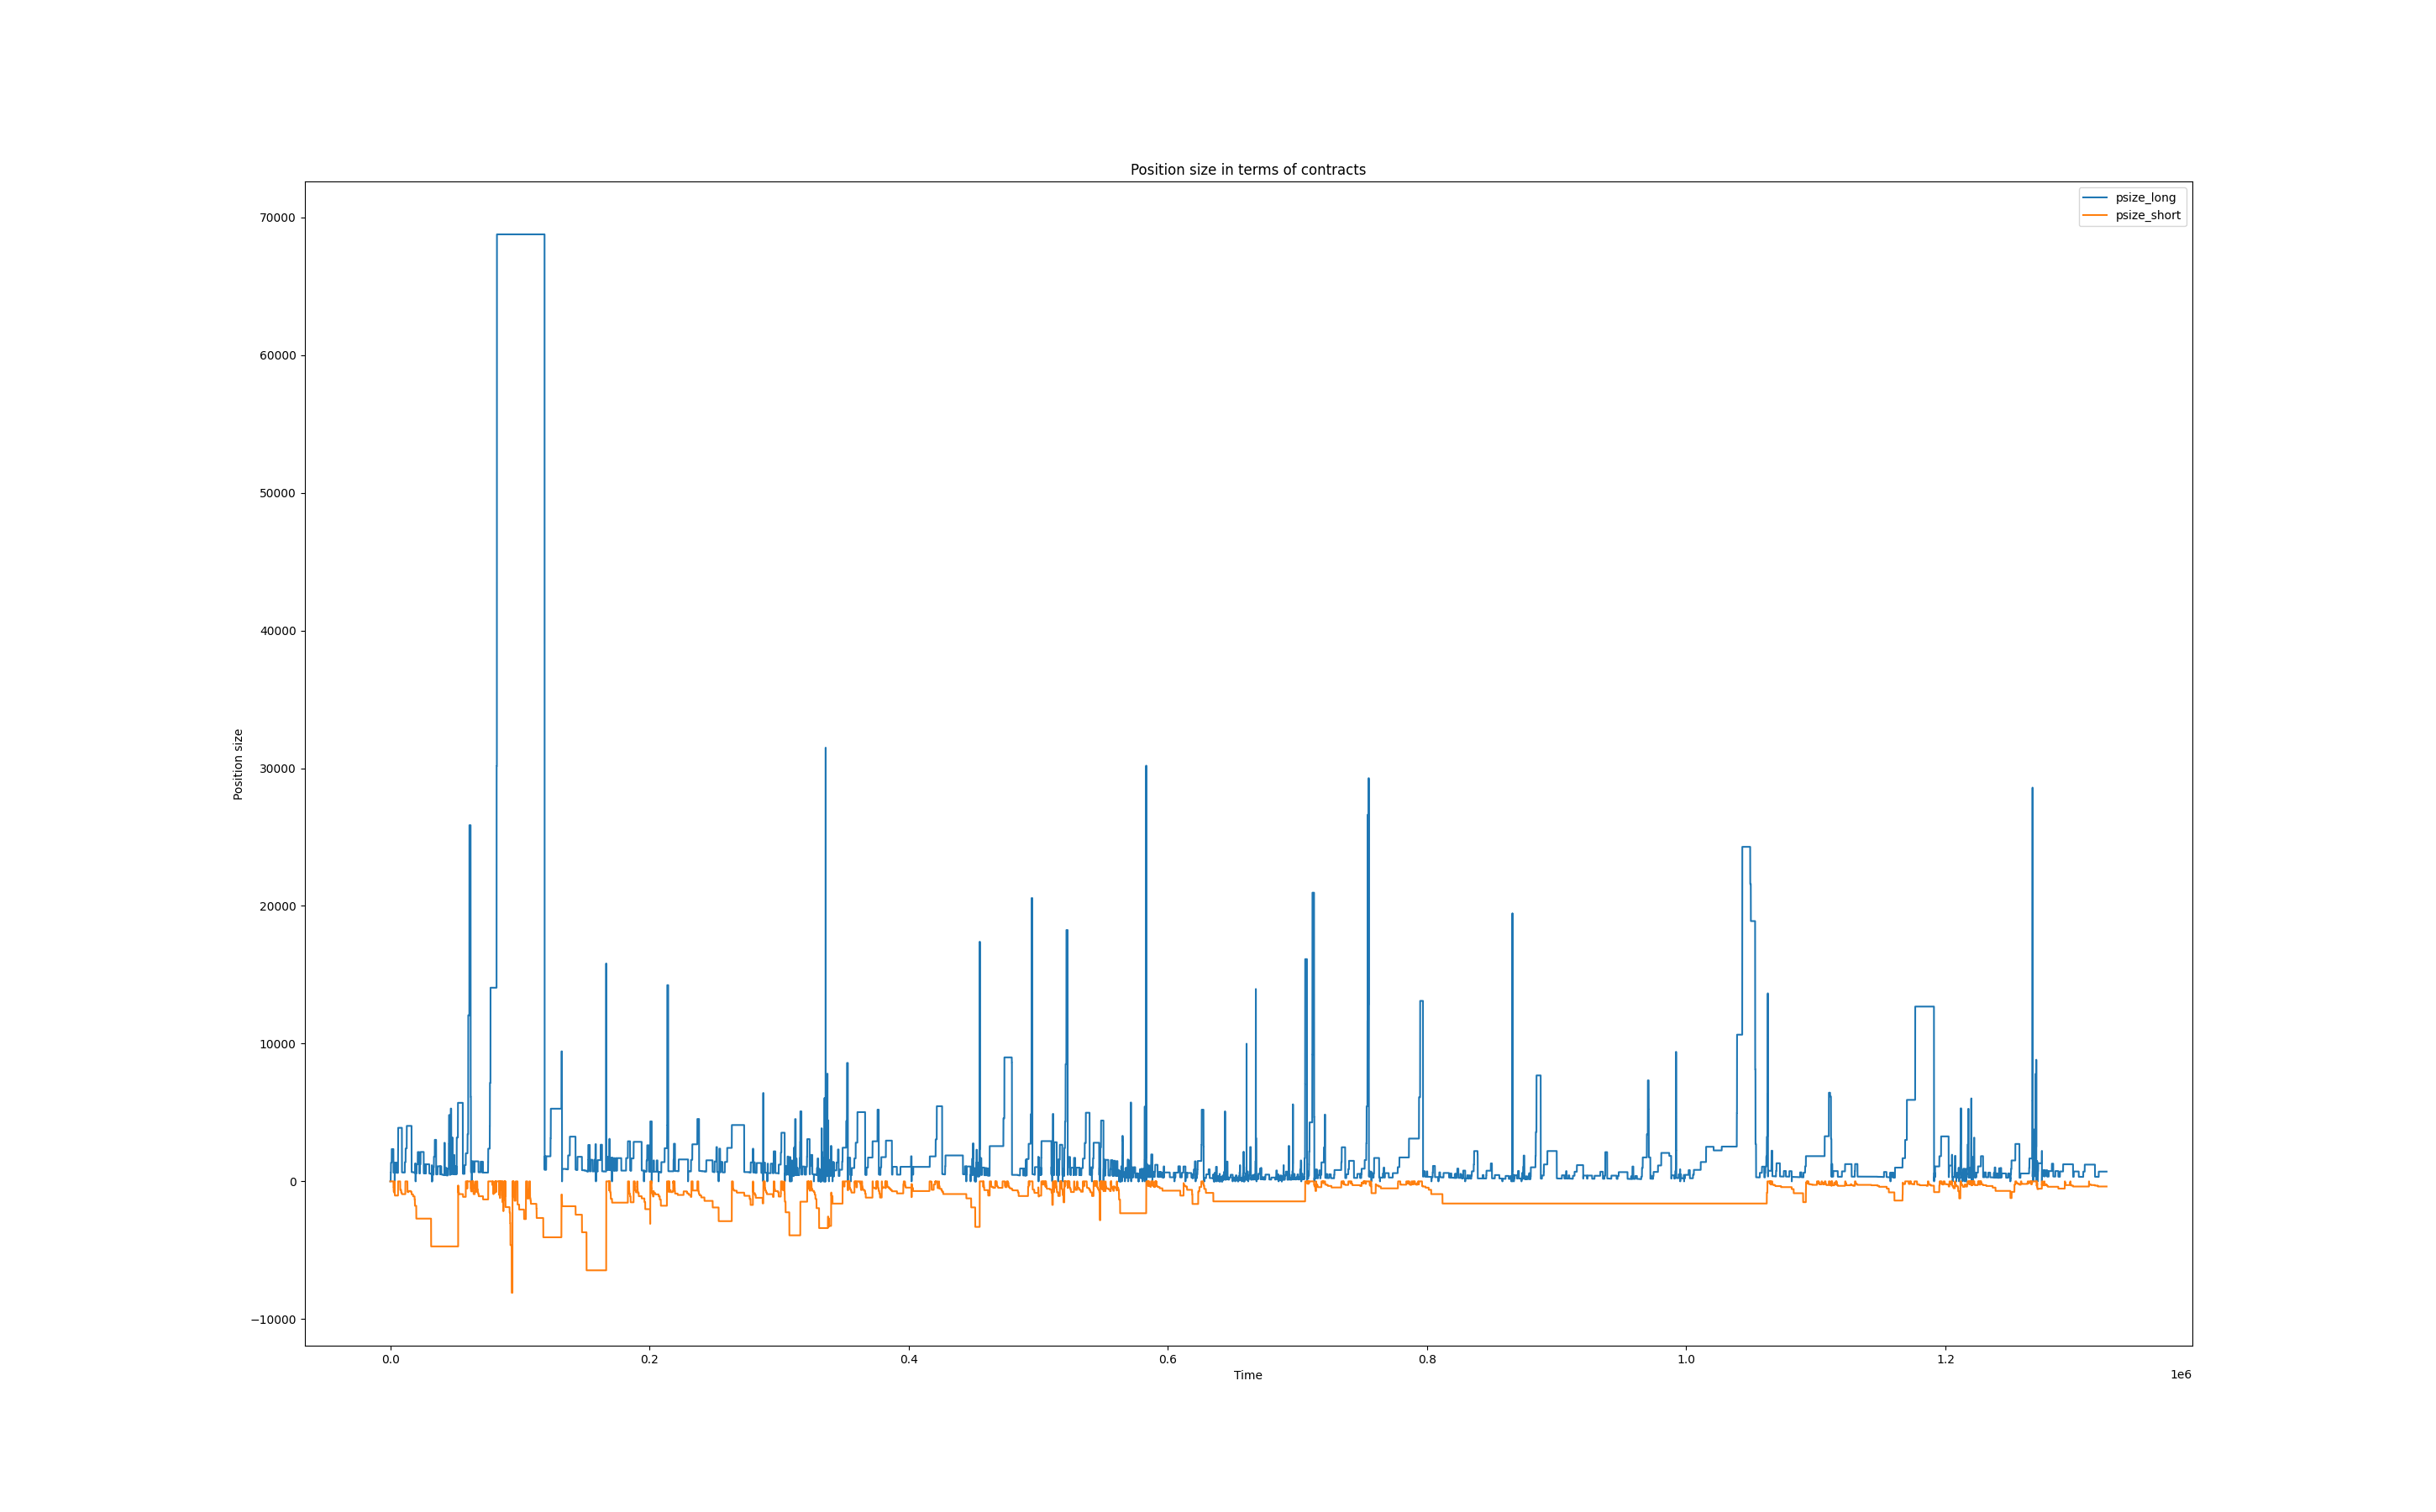 Position size in terms of contracts
psize_long
psize_short
70000
60000
50000
40000
30000
20000
10000
0
−10000
Position size
0.0 0.2 0.4 0.6 0.8 1.0 1.2
Time
1e6